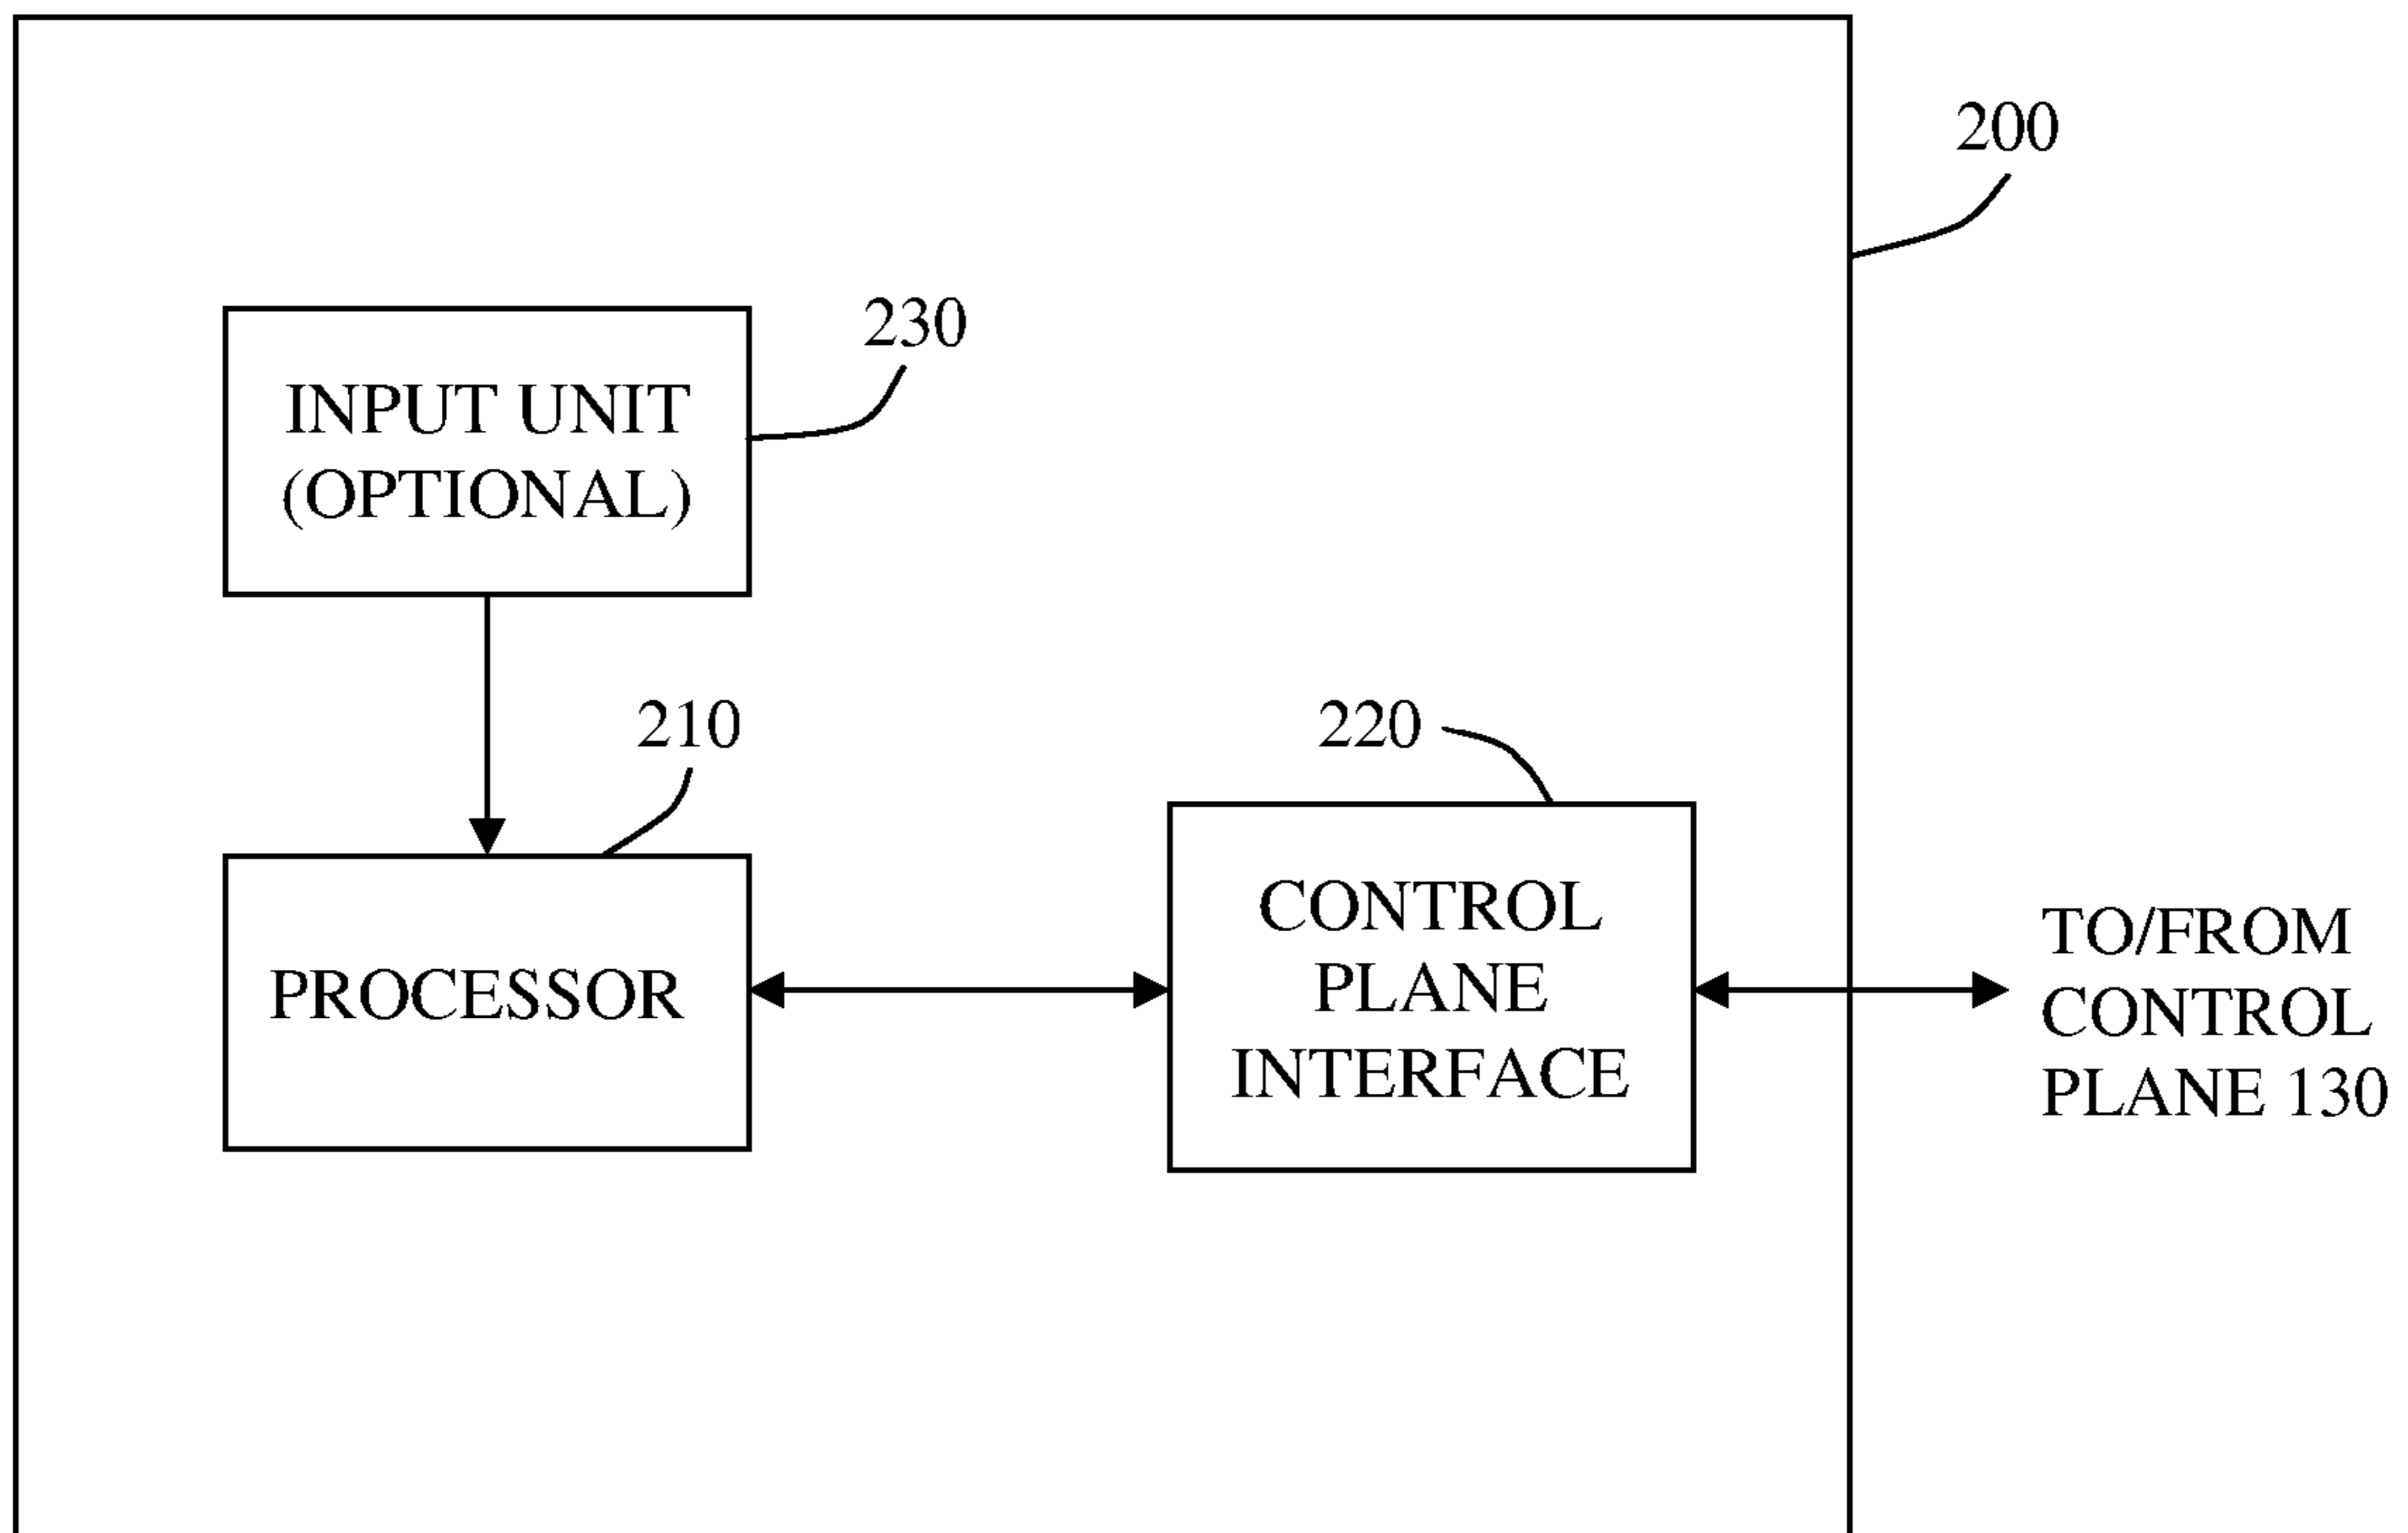 200
230
INPUT UNIT
(OPTIONAL)
210
220
PROCESSOR
CONTROL
PLANE
INTERFACE
TO/FROM
CONTROL
PLANE 130